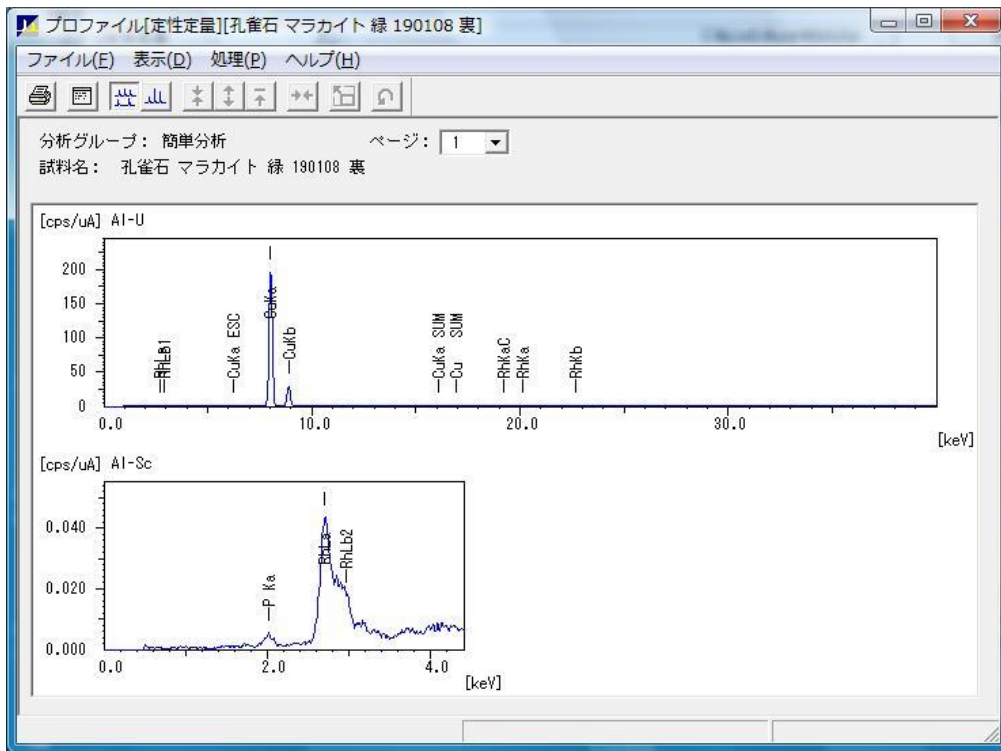 プロファイル[定性定量][孔雀石 マラカイト 緑 190108 裏]
ファイル(F) 表示(D) 処理(P) ヘルプ(H)
分析グループ: 簡単分析 ページ: 1
試料名: 孔雀石 マラカイト 緑 190108 裏
[cps/uA] Al-U
200
150
100
50
0
RhLb1
CuKa ESC
CuKa
CuKb
CuKa SUM
Cu SUM
RhKaC
RhKa
RhKb
0.0 10.0 20.0 30.0
[keV]
[cps/uA] Al-Sc
0.040
0.020
0.000
P Ka
RhLa
RhLb2
0.0 2.0 4.0
[keV]